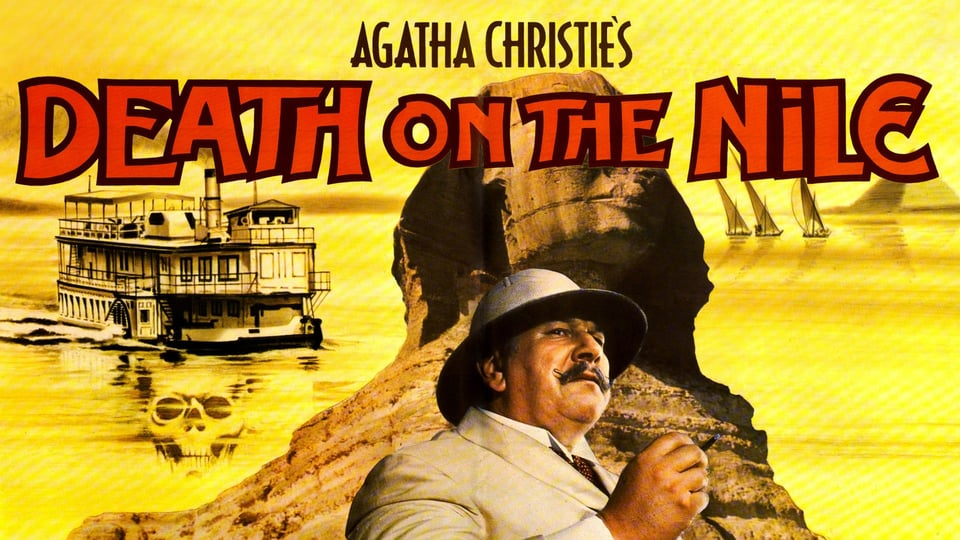 AGATHA CHRISTIE'S
DEATH ON THE NILE